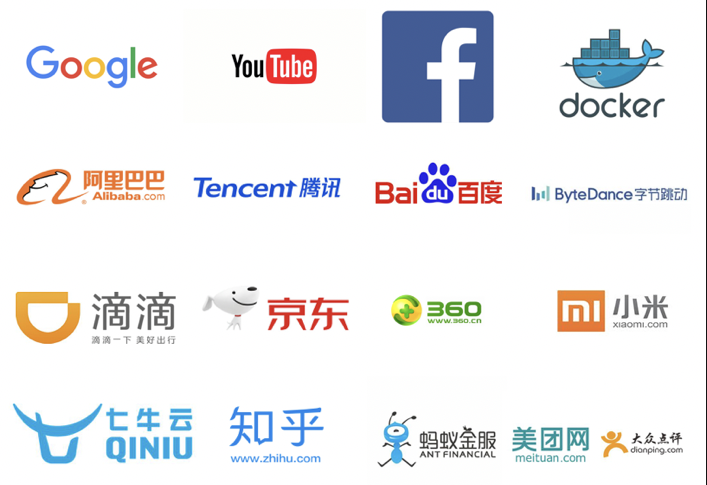 Google
YouTube
f
docker
阿里巴巴
Alibaba.com
Tencent 腾讯
Bai du 百度
ByteDance 字节跳动
滴滴
滴滴一下 美好出行
京东
360
www.360.cn
mi 小米
xiaomi.com
七牛云
QINIU
知乎
www.zhihu.com
蚂蚁金服
ANT FINANCIAL
美团网
meituan.com
大众点评
dianping.com